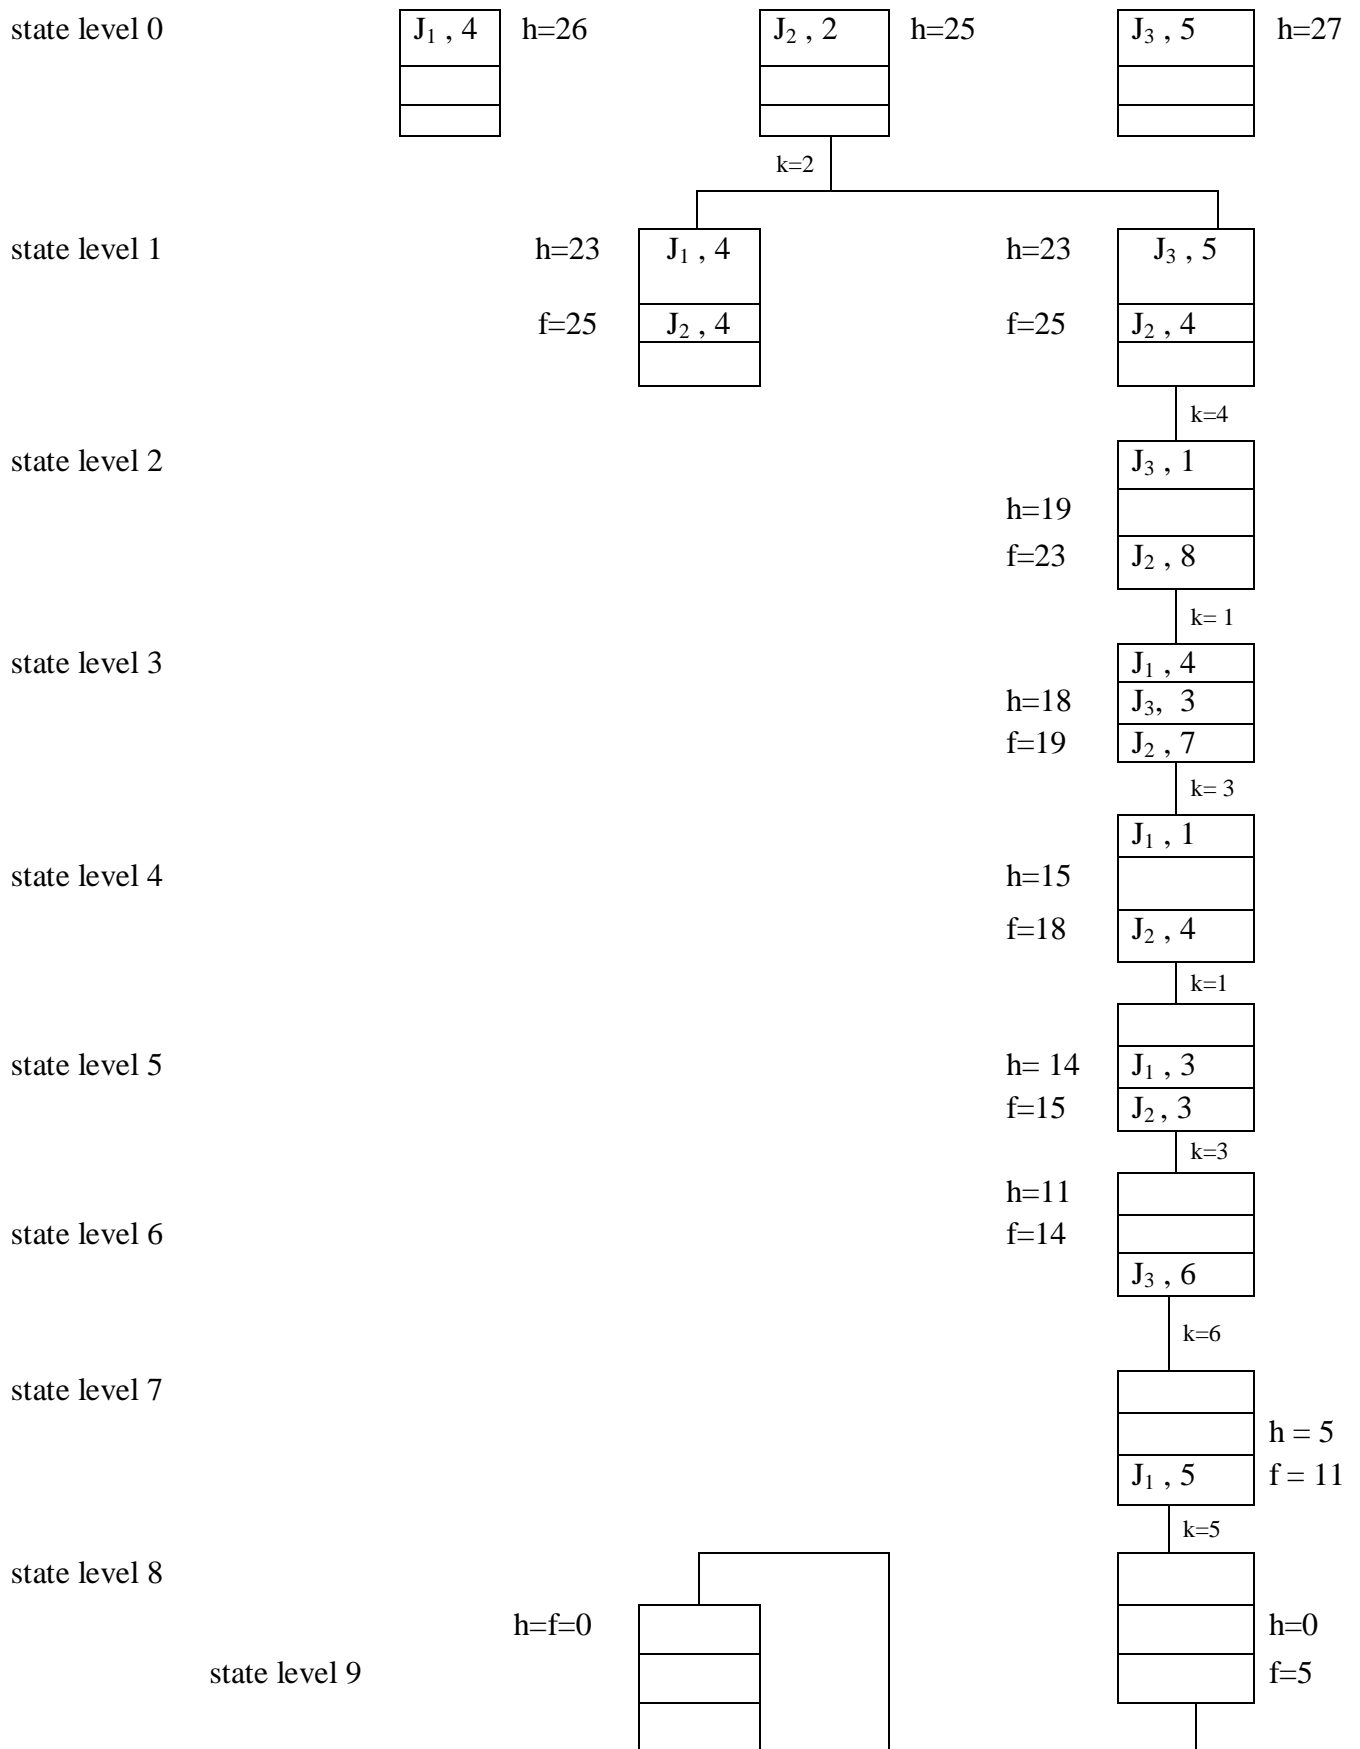 state level 0 J₁ , 4 h=26 J₂ , 2 h=25 J₃ , 5 h=27
k=2
state level 1 h=23 J₁ , 4 h=23 J₃ , 5
f=25 J₂ , 4 f=25 J₂ , 4
k=4
state level 2 J₃ , 1
h=19
f=23 J₂ , 8
k= 1
state level 3 J₁ , 4
h=18 J₃, 3
f=19 J₂ , 7
k= 3
J₁ , 1
state level 4 h=15
f=18 J₂ , 4
k=1
state level 5 h= 14 J₁ , 3
f=15 J₂ , 3
k=3
h=11
state level 6 f=14
J₃ , 6
k=6
state level 7
h = 5
J₁ , 5 f = 11
k=5
state level 8
h=f=0 h=0
state level 9 f=5